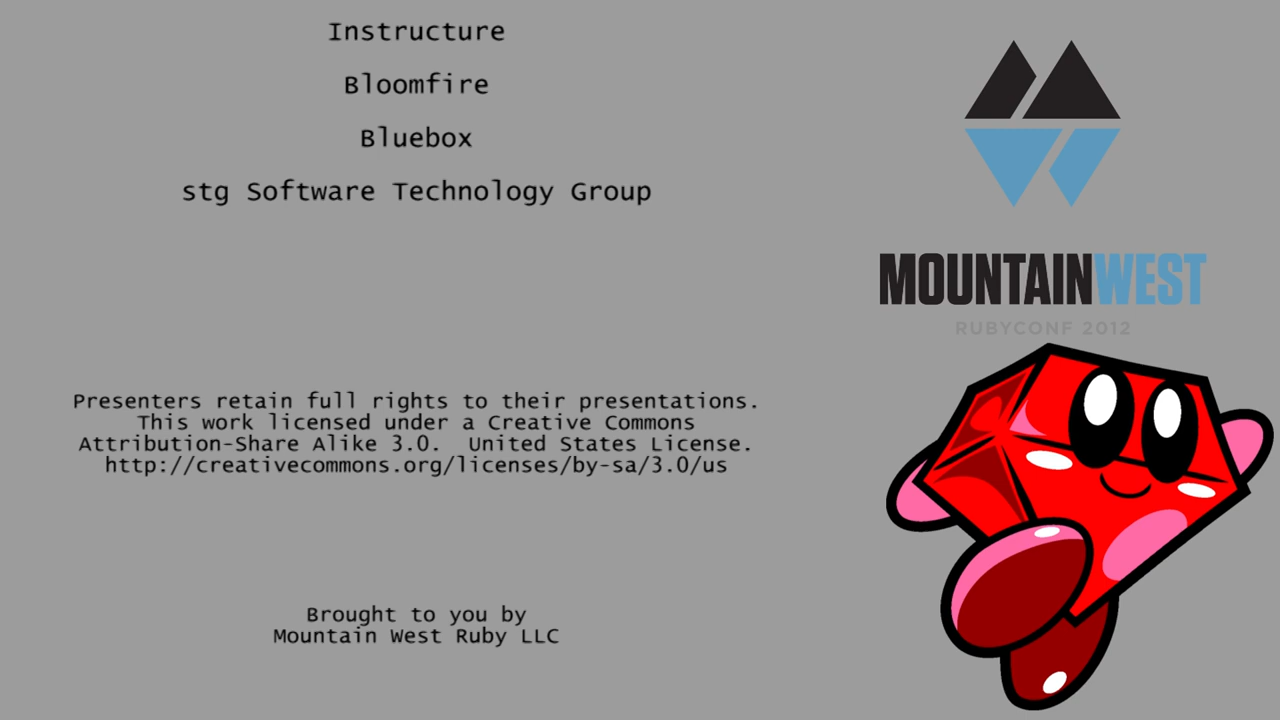 Instructure
Bloomfire
Bluebox
stg Software Technology Group
Presenters retain full rights to their presentations.
This work licensed under a Creative Commons
Attribution-Share Alike 3.0.  United States License.
http://creativecommons.org/licenses/by-sa/3.0/us
Brought to you by
Mountain West Ruby LLC
MOUNTAINWEST
RUBYCONF 2012